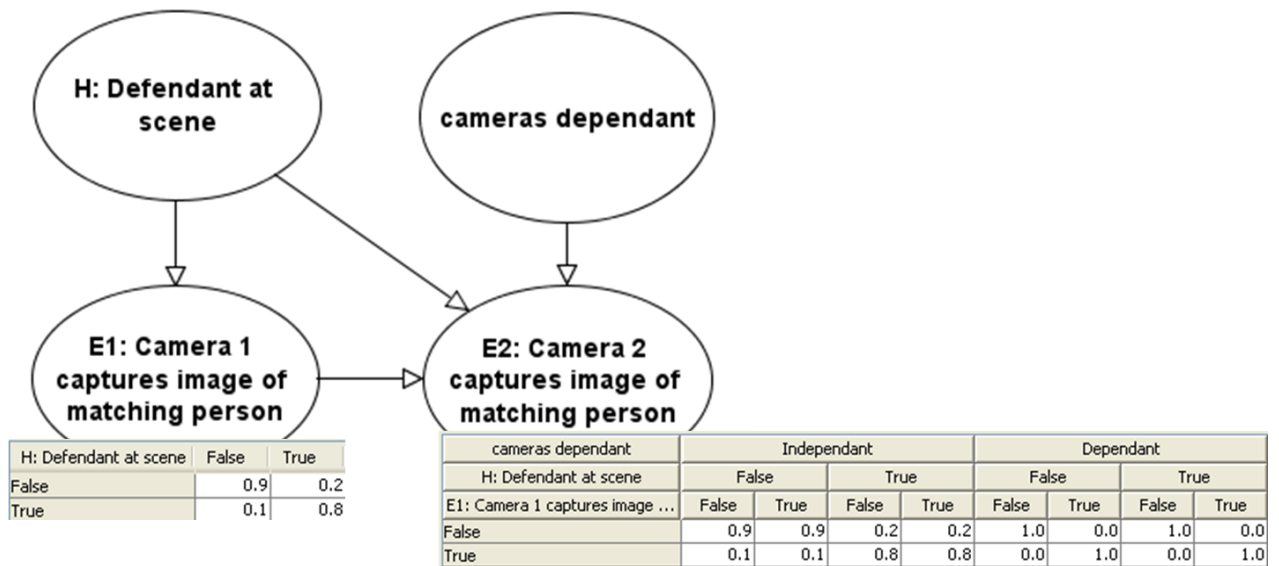 H: Defendant at
scene
cameras dependant
E1: Camera 1
captures image of
matching person
E2: Camera 2
captures image of
matching person
H: Defendant at scene False True
False 0.9 0.2
True 0.1 0.8
cameras dependant Independant Dependant
H: Defendant at scene False True False True
E1: Camera 1 captures image ... False True False True False True False True
False 0.9 0.9 0.2 0.2 1.0 0.0 1.0 0.0
True 0.1 0.1 0.8 0.8 0.0 1.0 0.0 1.0